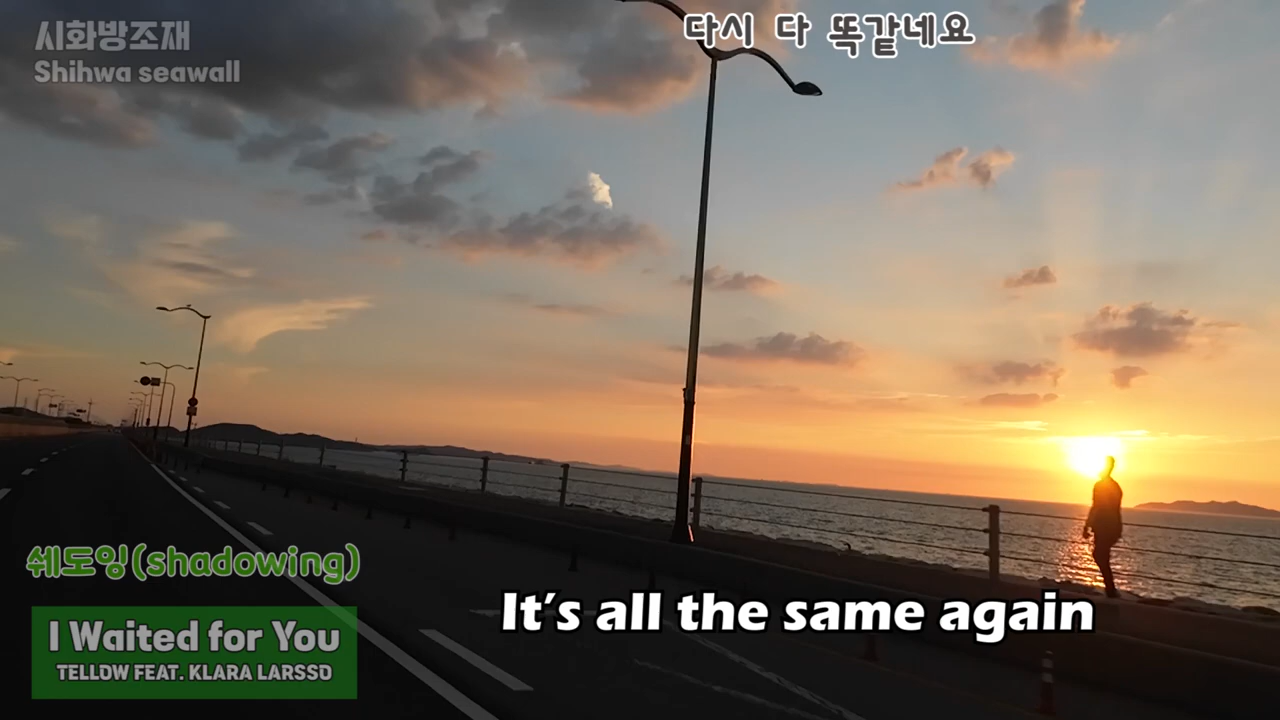 시화방조재
Shihwa seawall
다시 다 똑같네요
쉐도잉(shadowing)
It's all the same again
I Waited for You
TELLOW FEAT. KLARA LARSSO